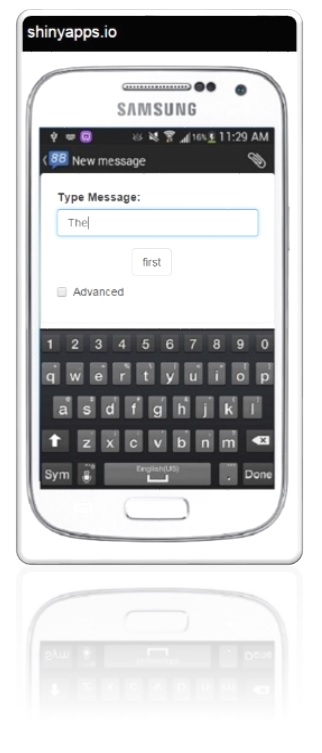 shinyapps.io
SAMSUNG
16% 11:29 AM
88 New message
Type Message:
The
first
Advanced
1 2 3 4 5 6 7 8 9 0
q w e r t y u i o p
a s d f g h j k l
z x c v b n m
Sym English(US) . Done